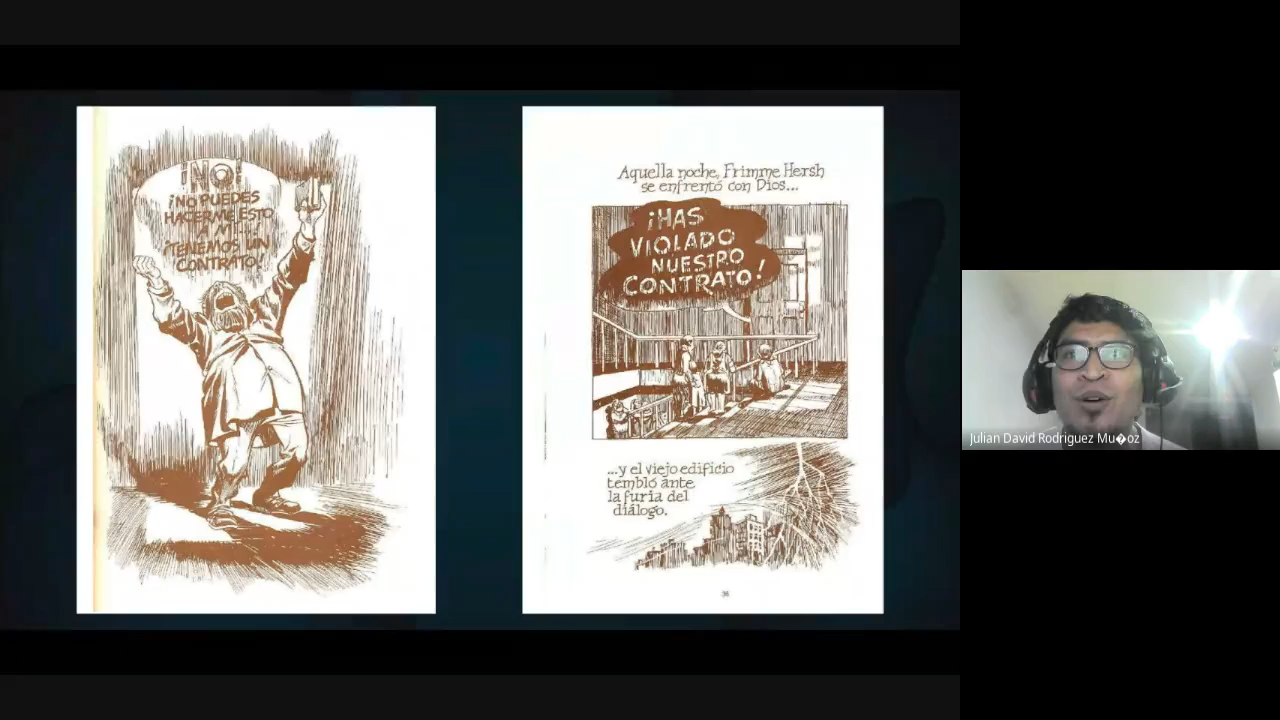 ¡NO!
¡NO PUEDES
HACERME ESTO
A MÍ...
¡TENEMOS UN
CONTRATO!
Aquella noche, Frimme Hersh
se enfrentó con Dios...
¡HAS
VIOLADO
NUESTRO
CONTRATO!
...y el viejo edificio
tembló ante
la furia del
diálogo.
36
Julian David Rodriguez Mu�oz